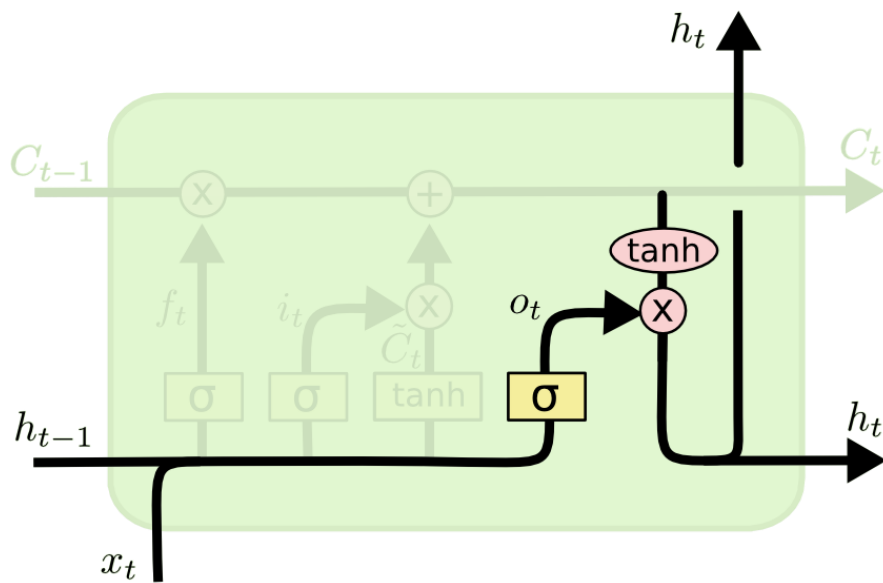 h_t
C_{t-1}
C_t
x
+
tanh
f_t
i_t
x
o_t
x
C̃_t
σ
σ
tanh
σ
h_{t-1}
h_t
x_t